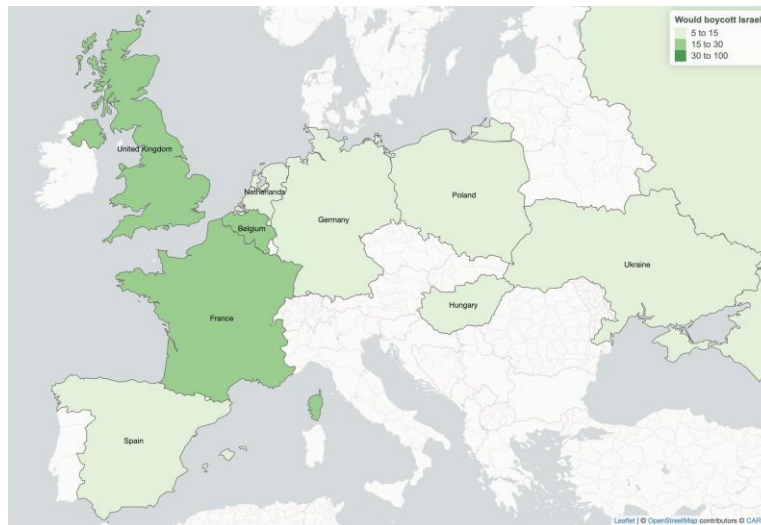 Would boycott Israel
5 to 15
15 to 30
30 to 100
United Kingdom
Netherlands
Belgium
Germany
Poland
Ukraine
France
Hungary
Spain
Leaflet | © OpenStreetMap contributors © CAR